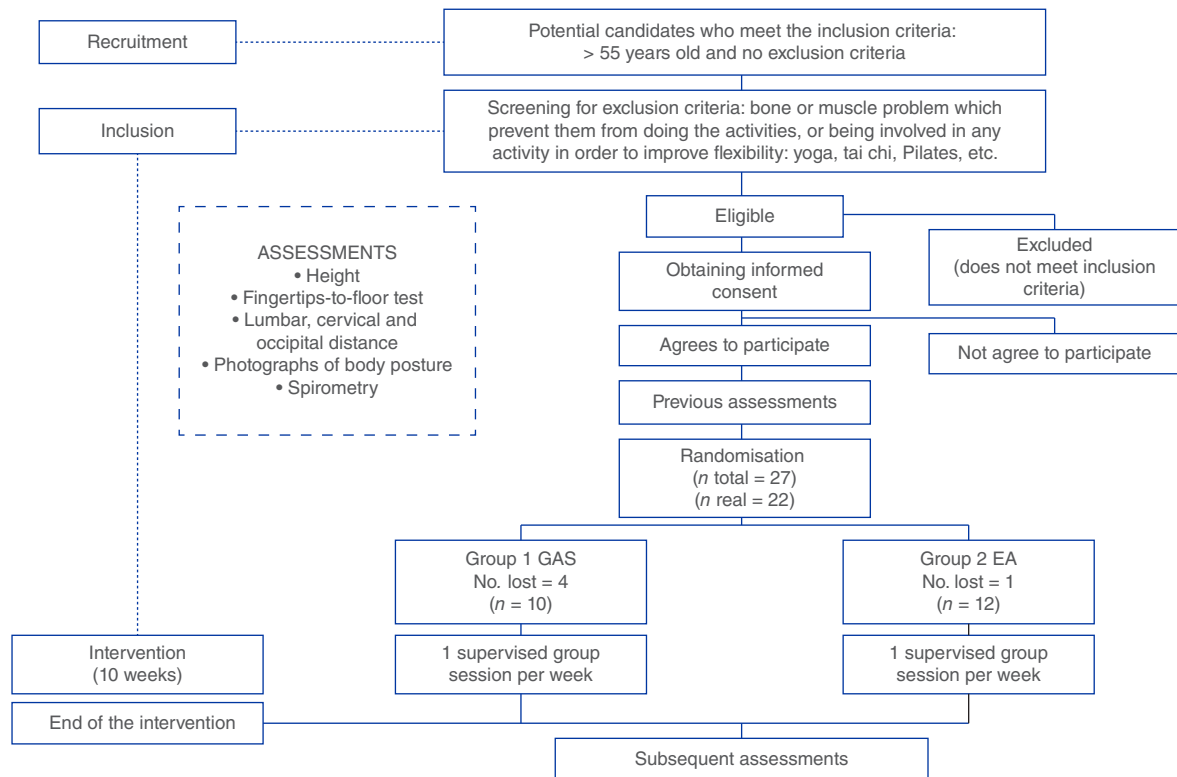 Recruitment
Potential candidates who meet the inclusion criteria:
> 55 years old and no exclusion criteria
Inclusion
Screening for exclusion criteria: bone or muscle problem which
prevent them from doing the activities, or being involved in any
activity in order to improve flexibility: yoga, tai chi, Pilates, etc.
ASSESSMENTS
• Height
• Fingertips-to-floor test
• Lumbar, cervical and
occipital distance
• Photographs of body posture
• Spirometry
Eligible
Excluded
(does not meet inclusion
criteria)
Obtaining informed
consent
Agrees to participate
Not agree to participate
Previous assessments
Randomisation
(n total = 27)
(n real = 22)
Group 1 GAS
No. lost = 4
(n = 10)
Group 2 EA
No. lost = 1
(n = 12)
Intervention
(10 weeks)
1 supervised group
session per week
1 supervised group
session per week
End of the intervention
Subsequent assessments